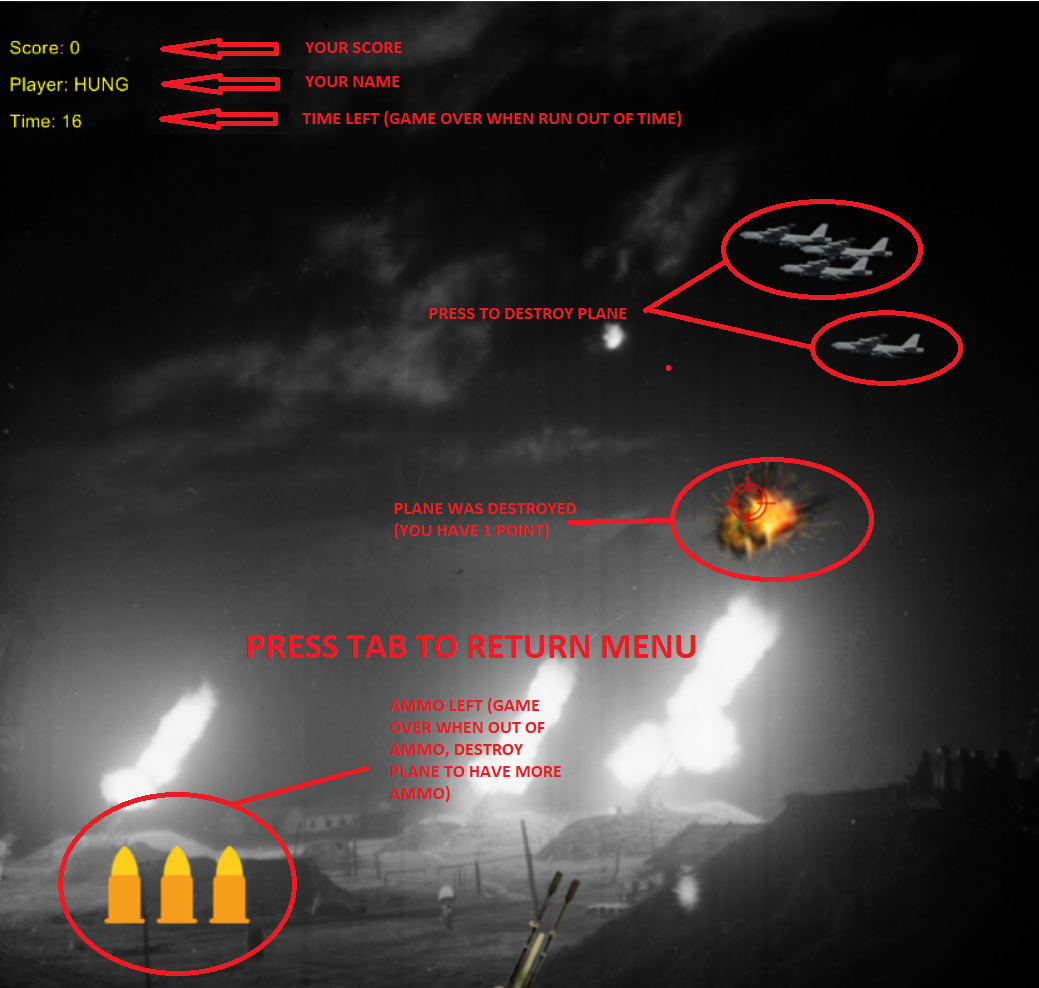 Score: 0
YOUR SCORE
Player: HUNG
YOUR NAME
Time: 16
TIME LEFT (GAME OVER WHEN RUN OUT OF TIME)
PRESS TO DESTROY PLANE
PLANE WAS DESTROYED
(YOU HAVE 1 POINT)
PRESS TAB TO RETURN MENU
AMMO LEFT (GAME
OVER WHEN OUT OF
AMMO, DESTROY
PLANE TO HAVE MORE
AMMO)